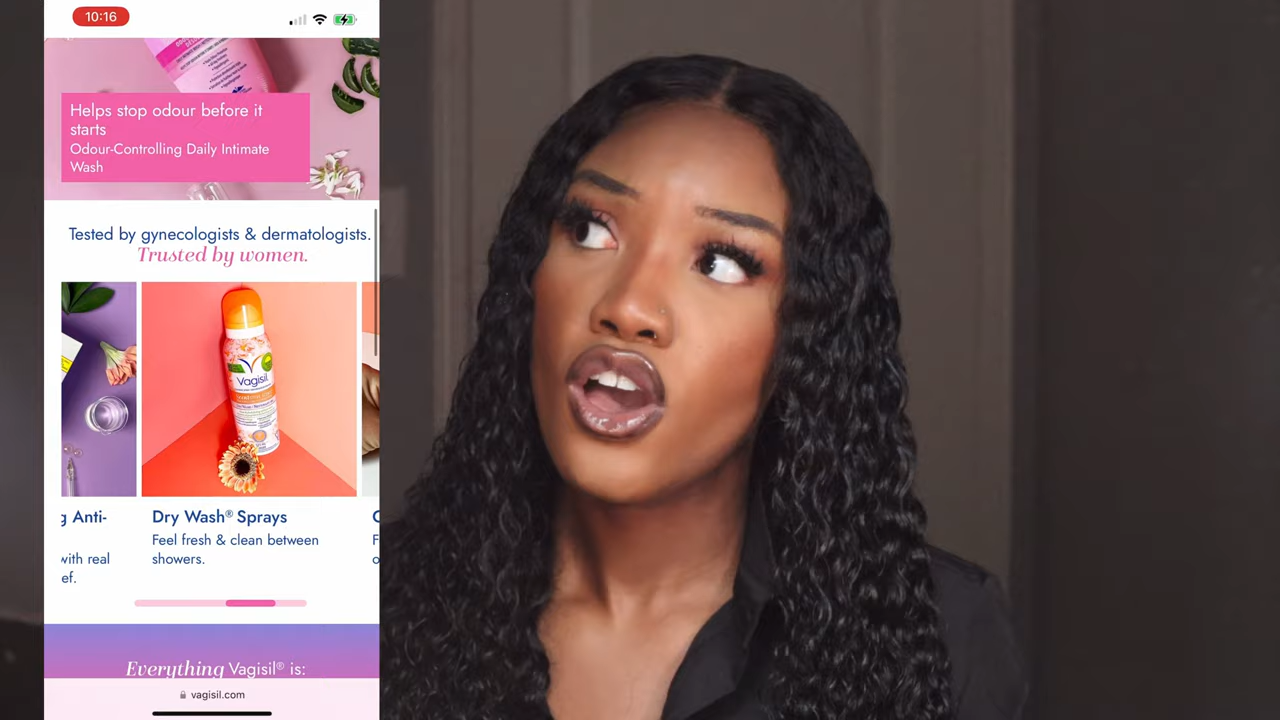 10:16
Helps stop odour before it
starts
Odour-Controlling Daily Intimate
Wash
Tested by gynecologists & dermatologists.
Trusted by women.
Vagisil
g Anti-
Dry Wash® Sprays
with real
Feel fresh & clean between
ef.
showers.
Everything Vagisil® is:
vagisil.com